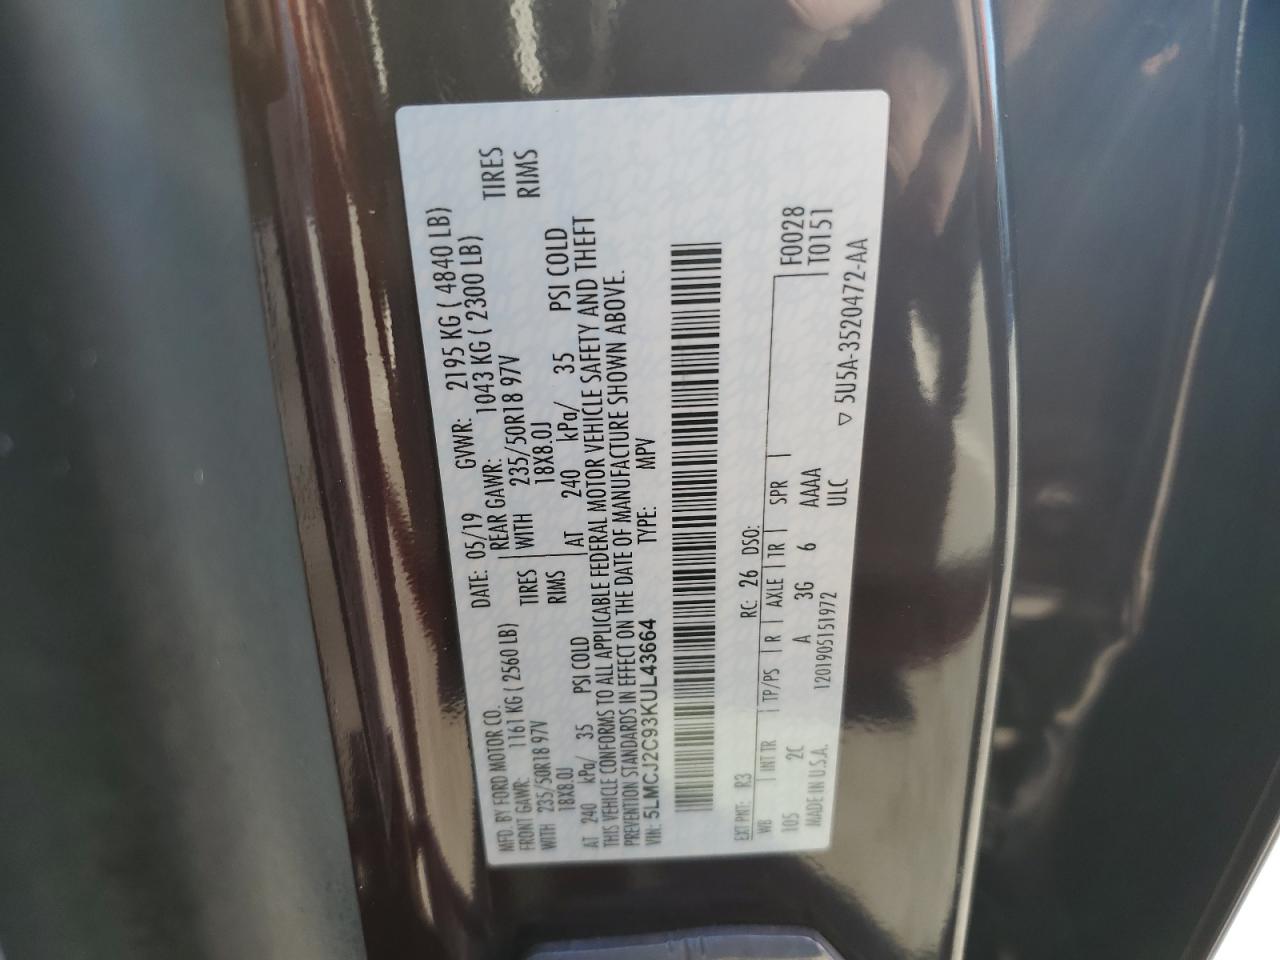 MFD. BY FORD MOTOR CO. DATE: 05/19 GVWR: 2195 KG ( 4840 LB)
FRONT GAWR: 1161 KG ( 2560 LB) REAR GAWR: 1043 KG ( 2300 LB)
WITH 235/50R18 97V TIRES WITH 235/50R18 97V TIRES
18X8.0J RIMS 18X8.0J RIMS
AT 240 kPa/ 35 PSI COLD AT 240 kPa/ 35 PSI COLD
THIS VEHICLE CONFORMS TO ALL APPLICABLE FEDERAL MOTOR VEHICLE SAFETY AND THEFT
PREVENTION STANDARDS IN EFFECT ON THE DATE OF MANUFACTURE SHOWN ABOVE.
VIN: 5LMCJ2C93KUL43664 TYPE: MPV
EXT PNT: R3 RC: 26 DSO: F0028
WB INT TR TP/PS R AXLE TR SPR T0151
105 2C A 3G 6 AAAA
MADE IN U.S.A. 1201905151972 ULC
▽ 5U5A-3520472-AA